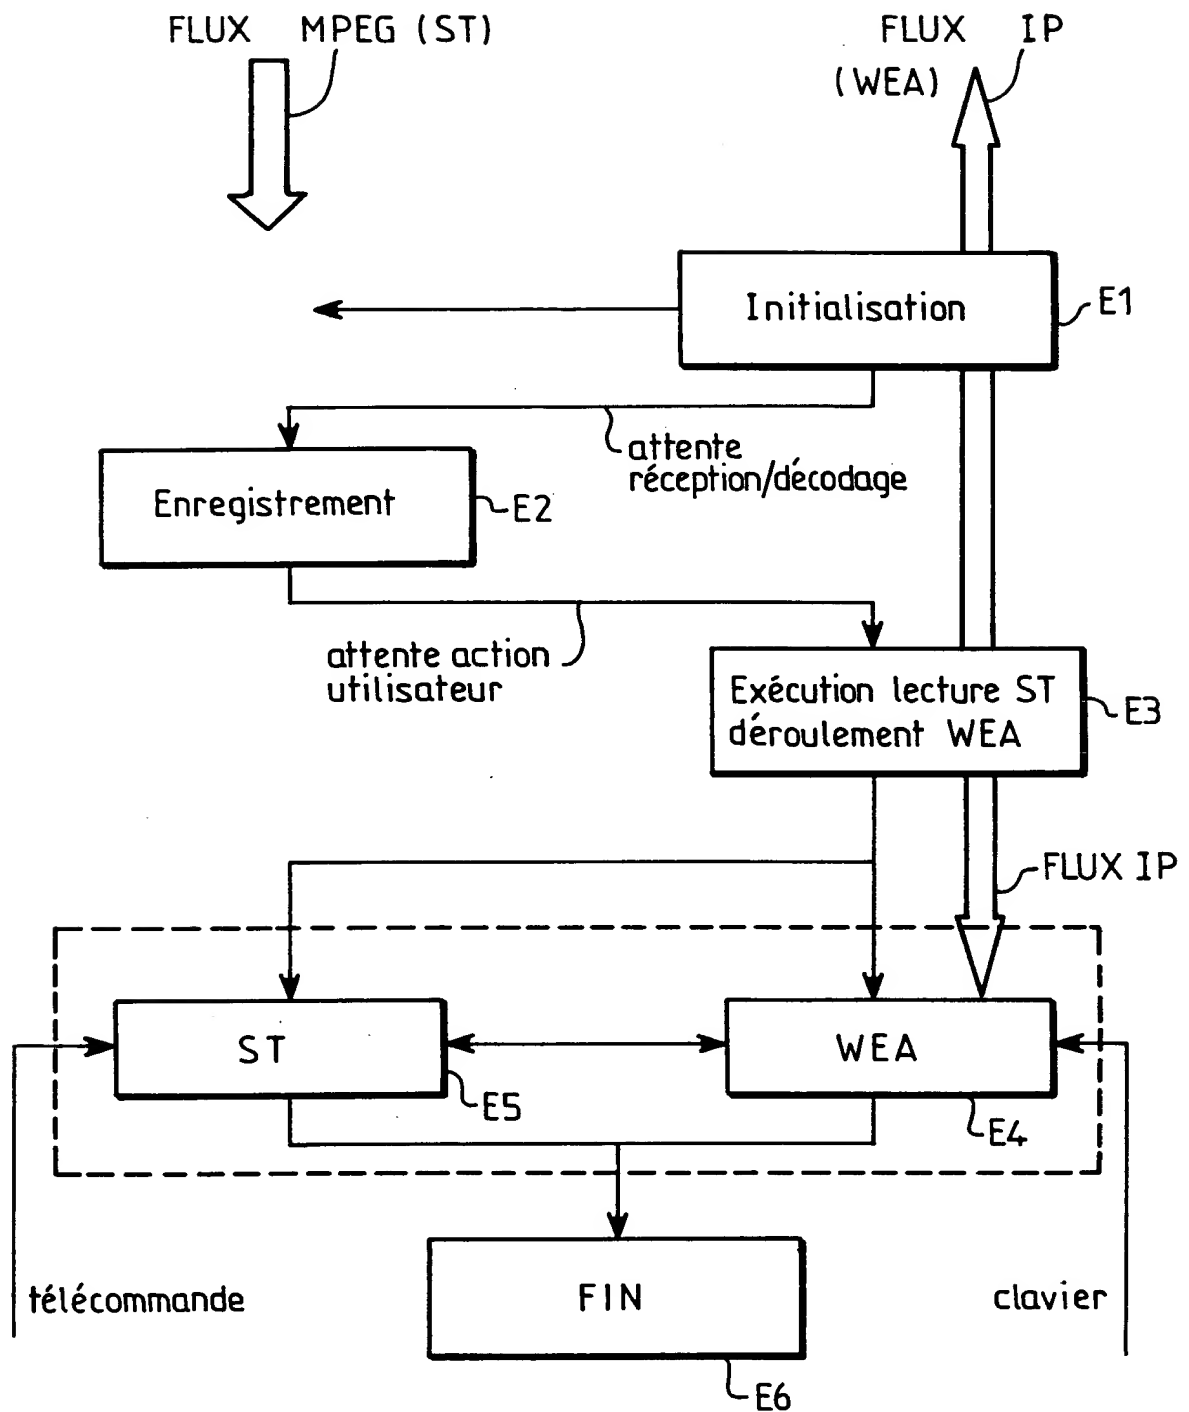 FLUX MPEG (ST)
FLUX IP
(WEA)
Initialisation
E1
attente
réception/décodage
Enregistrement
E2
attente action
utilisateur
Exécution lecture ST
déroulement WEA
E3
FLUX IP
ST
WEA
E5
E4
télécommande
FIN
clavier
E6